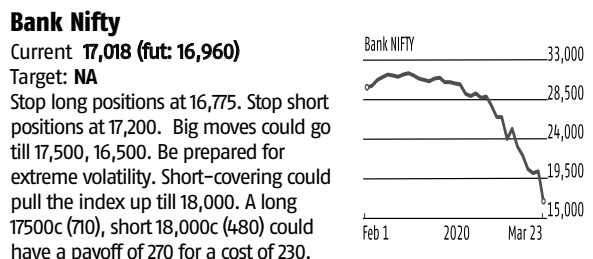 Bank Nifty
Current 17,018 (fut: 16,960)
Target: NA
Stop long positions at 16,775. Stop short
positions at 17,200. Big moves could go
till 17,500, 16,500. Be prepared for
extreme volatility. Short-covering could
pull the index up till 18,000. A long
17500c (710), short 18,000c (480) could
have a payoff of 270 for a cost of 230.
Bank NIFTY
33,000
28,500
24,000
19,500
15,000
Feb 1 2020 Mar 23